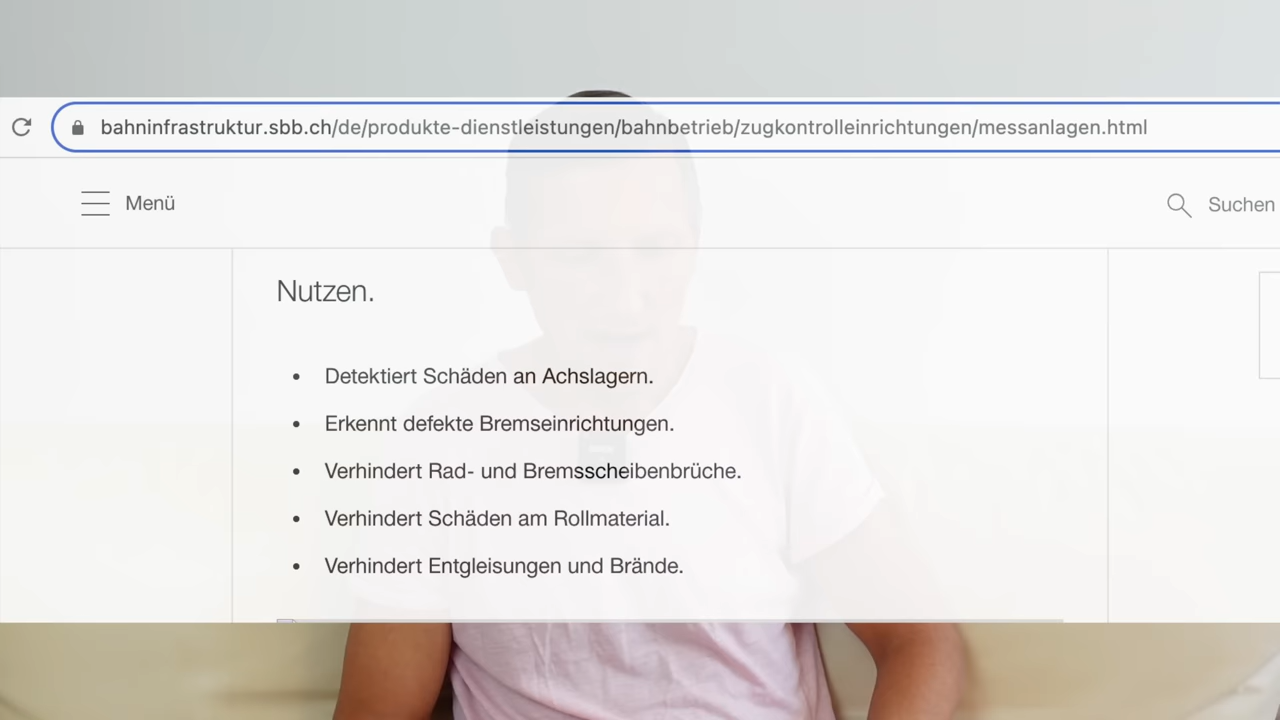 bahninfrastruktur.sbb.ch/de/produkte-dienstleistungen/bahnbetrieb/zugkontrolleinrichtungen/messanlagen.html
Menü
Suchen
Nutzen.
• Detektiert Schäden an Achslagern.
• Erkennt defekte Bremseinrichtungen.
• Verhindert Rad- und Bremsscheibenbrüche.
• Verhindert Schäden am Rollmaterial.
• Verhindert Entgleisungen und Brände.